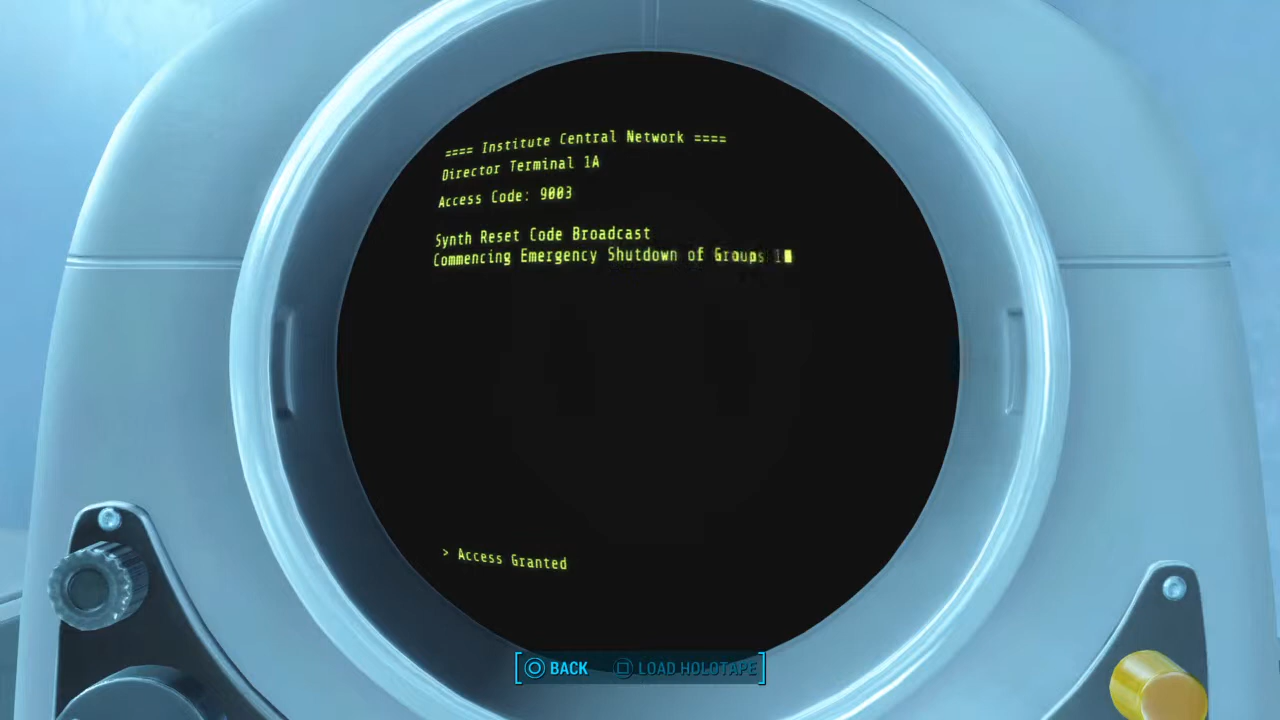 ==== Institute Central Network ====
Director Terminal 1A
Access Code: 9003
Synth Reset Code Broadcast
Commencing Emergency Shutdown of Groups 1
> Access Granted
BACK LOAD HOLOTAPE